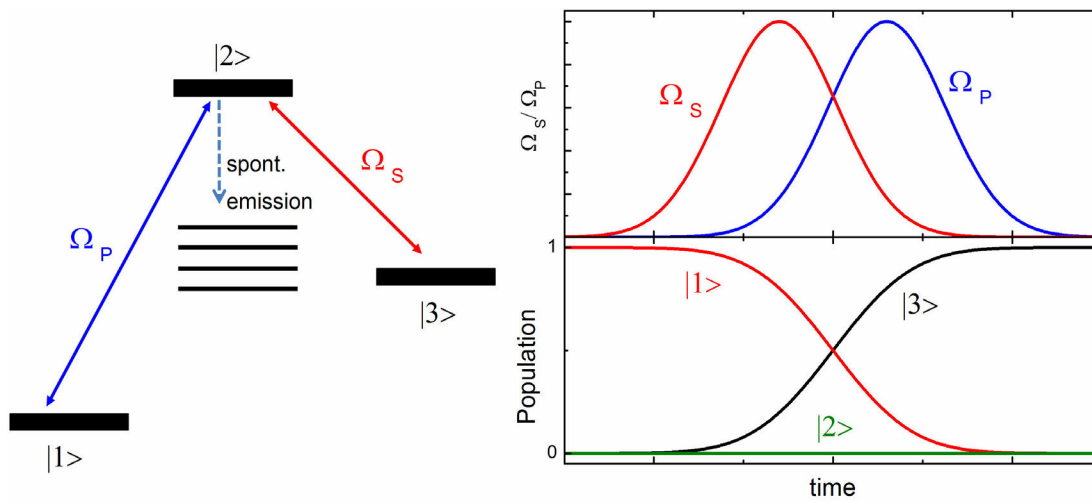 |2>
spont.
emission
Ω P
Ω S
|3>
|1>
Ω S / Ω P
Ω S
Ω P
1
0
Population
|1>
|3>
|2>
time